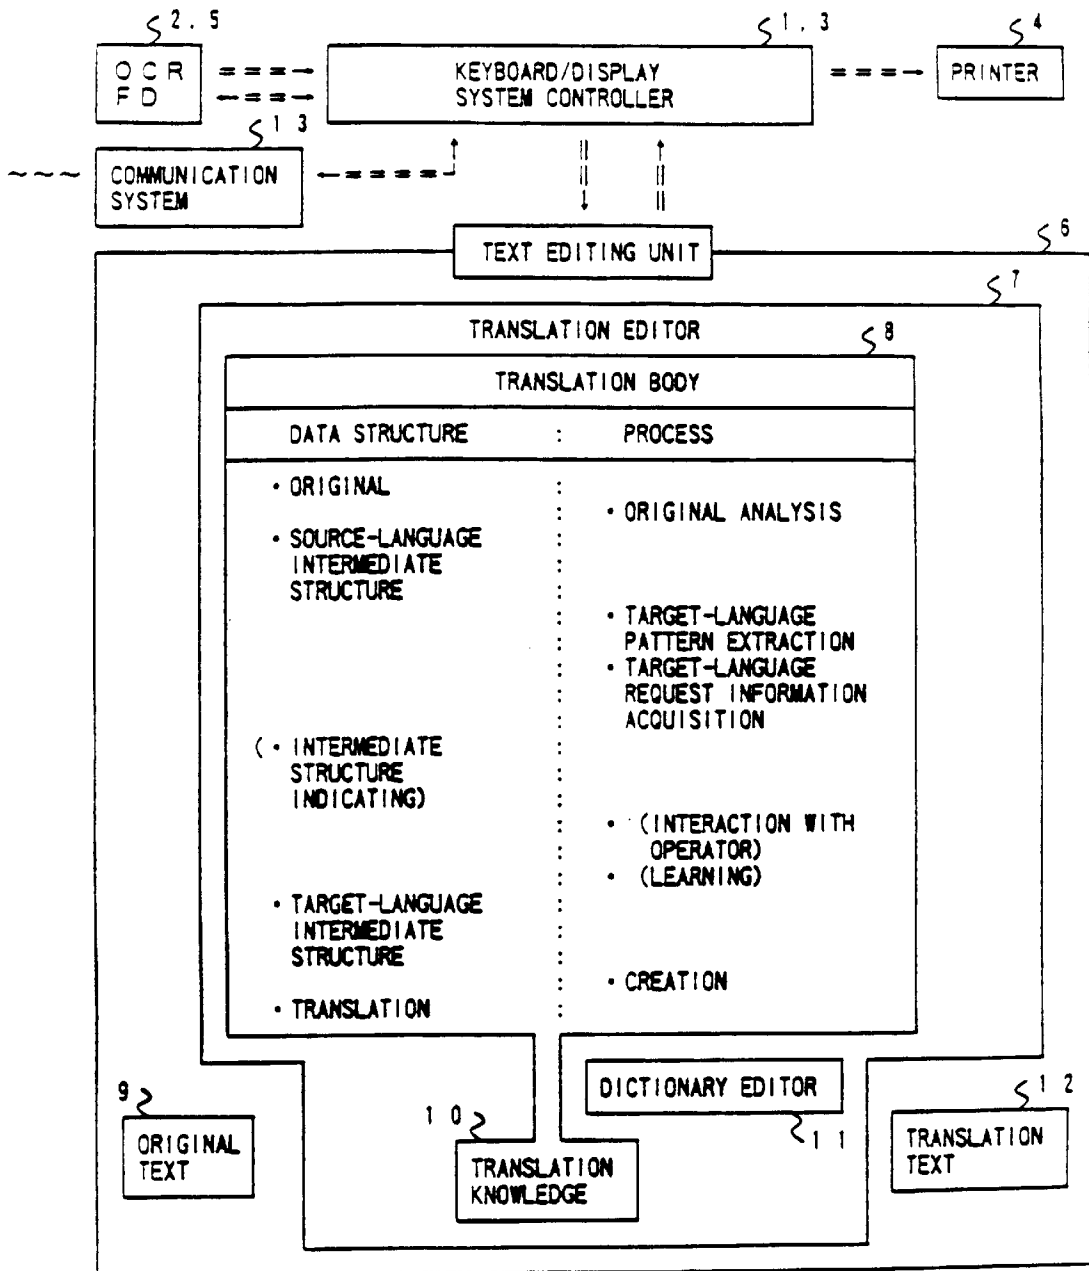 2, 5
1, 3
4
OCR
FD
KEYBOARD/DISPLAY
SYSTEM CONTROLLER
PRINTER
1 3
COMMUNICATION
SYSTEM
6
TEXT EDITING UNIT
7
TRANSLATION EDITOR
8
TRANSLATION BODY
DATA STRUCTURE : PROCESS
• ORIGINAL
• ORIGINAL ANALYSIS
• SOURCE-LANGUAGE
INTERMEDIATE
STRUCTURE
• TARGET-LANGUAGE
PATTERN EXTRACTION
• TARGET-LANGUAGE
REQUEST INFORMATION
ACQUISITION
(• INTERMEDIATE
STRUCTURE
INDICATING)
• (INTERACTION WITH
OPERATOR)
• (LEARNING)
• TARGET-LANGUAGE
INTERMEDIATE
STRUCTURE
• CREATION
• TRANSLATION
DICTIONARY EDITOR
9
1 0
1 1
1 2
ORIGINAL
TEXT
TRANSLATION
KNOWLEDGE
TRANSLATION
TEXT